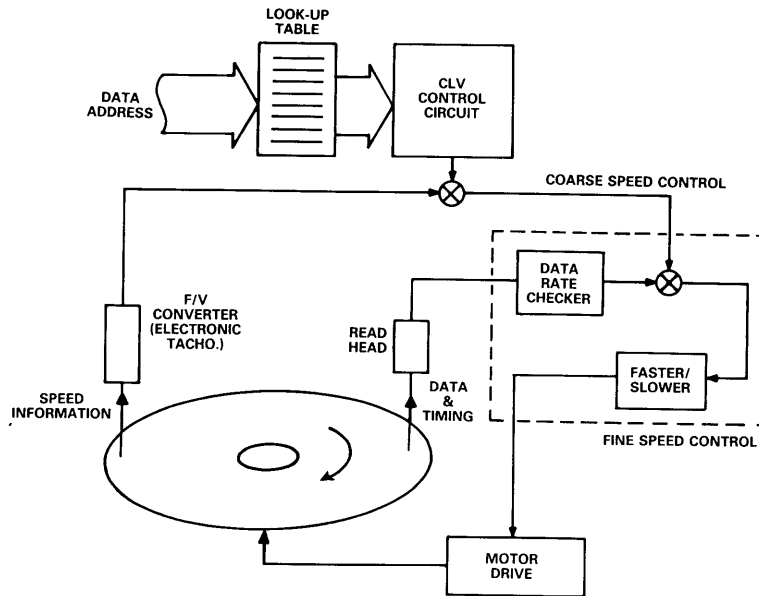 LOOK-UP
TABLE
DATA
ADDRESS
CLV
CONTROL
CIRCUIT
COARSE SPEED CONTROL
F/V
CONVERTER
(ELECTRONIC
TACHO.)
READ
HEAD
DATA
RATE
CHECKER
SPEED
INFORMATION
DATA
&
TIMING
FASTER/
SLOWER
FINE SPEED CONTROL
MOTOR
DRIVE